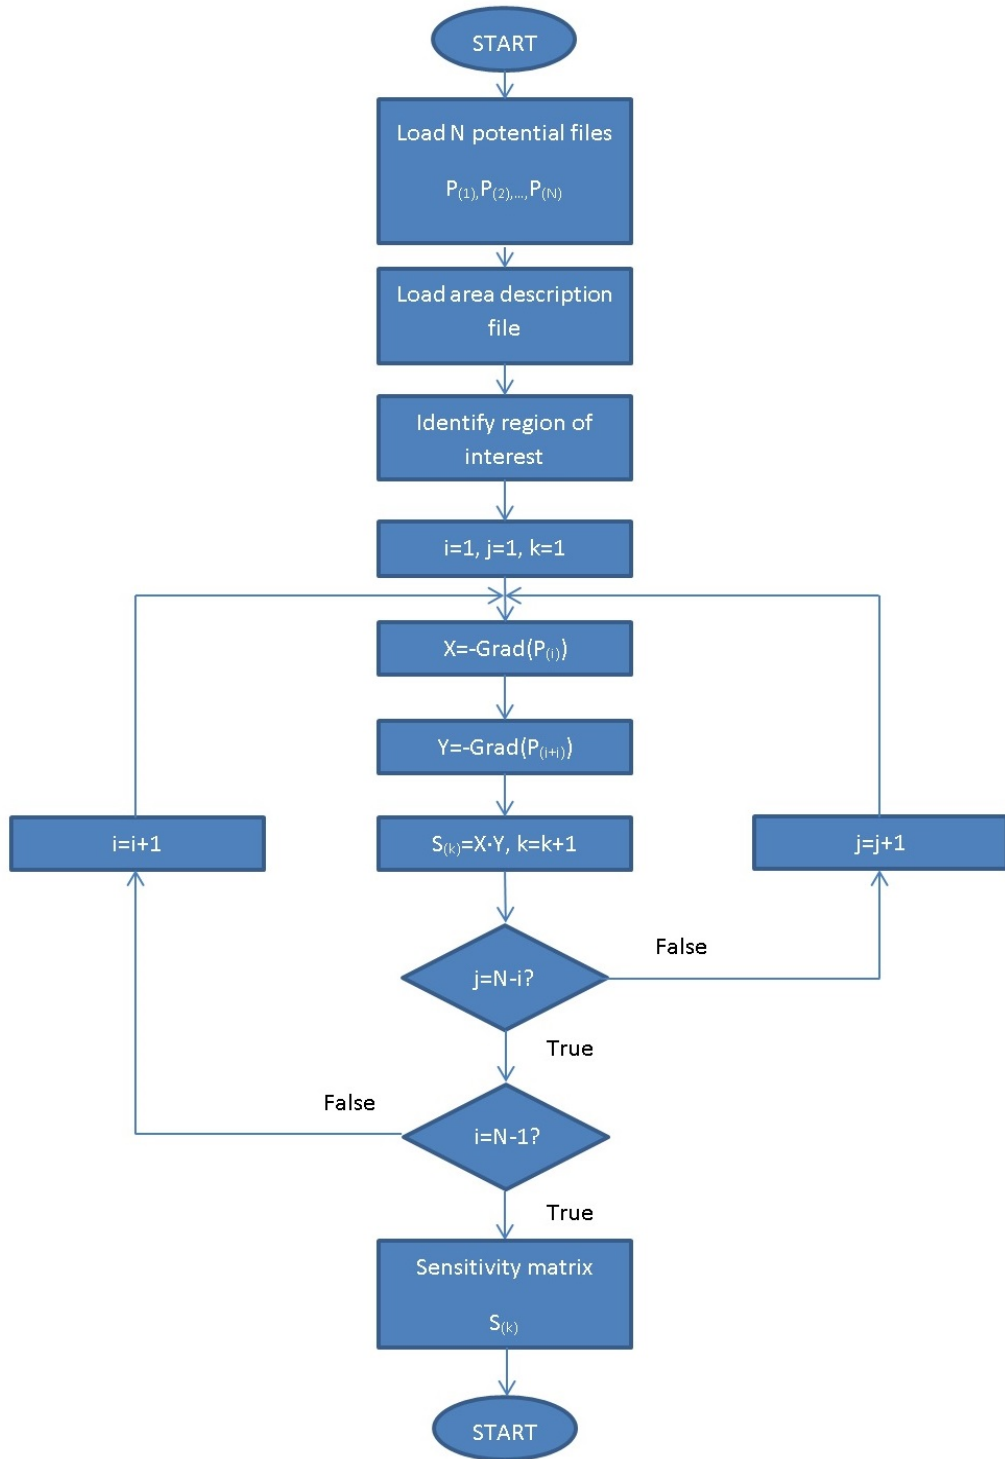 START
Load N potential files
P(1),P(2),...,P(N)
Load area description
file
Identify region of
interest
i=1, j=1, k=1
X=-Grad(P(i))
Y=-Grad(P(i+i))
i=i+1
S(k)=X·Y, k=k+1
j=j+1
j=N-i?
False
True
False
i=N-1?
True
Sensitivity matrix
S(k)
START